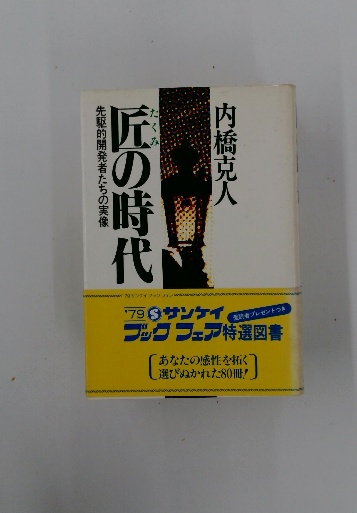 内橋克人
匠の時代
たくみ
先駆的開発者たちの実像
'79 S サンケイ
ブック フェア特選図書
愛読者プレゼントつき
あなたの感性を拓く
選びぬかれた80冊!